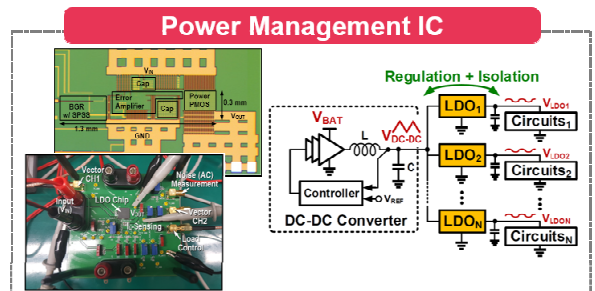 Power Management IC
VIN
Cap
Error
Amplifier
Power
PMOS
BGR
w/ SPSS
Cap
0.3 mm
1.3 mm
VOUT
GND
Vector
CH1
Noise (AC)
Measurement
LDO Chip
Input
(VIN)
VOUT
Vector
CH2
IL-Sensing
Load
Control
Regulation + Isolation
VBAT
L
VDC-DC
C
Controller
VREF
DC-DC Converter
LDO1
VLDO1
Circuits1
LDO2
VLDO2
Circuits2
LDON
VLDON
CircuitsN